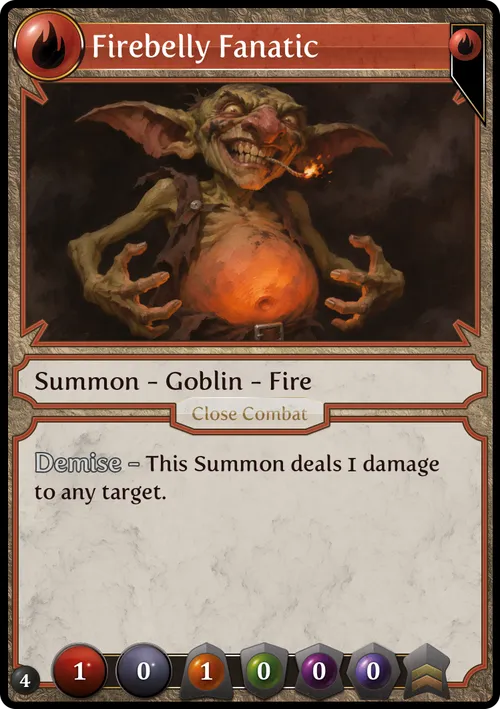 Firebelly Fanatic
Summon - Goblin - Fire
Close Combat
Demise - This Summon deals 1 damage
to any target.
4 1* 0* 1 0 0 0